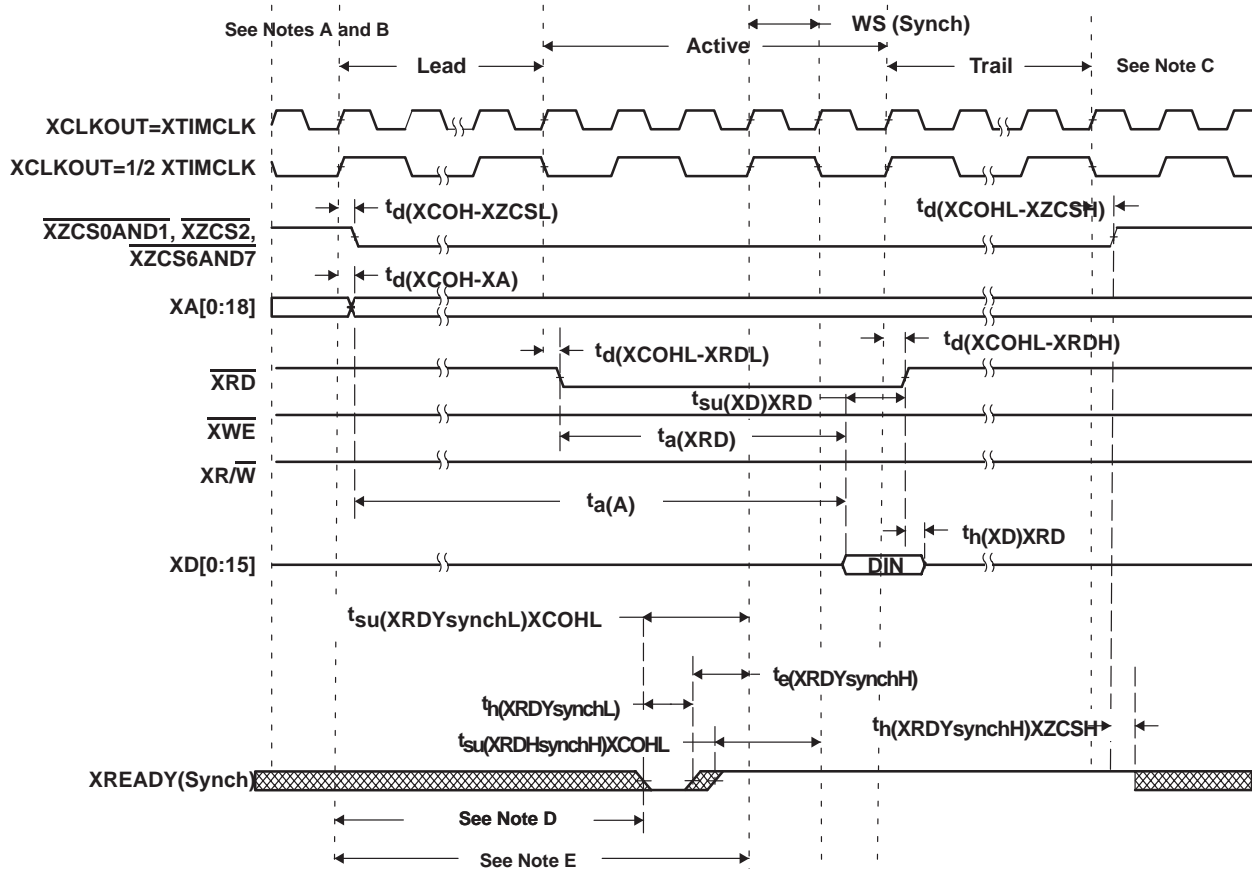 See Notes A and B
WS (Synch)
Active
Lead
Trail
See Note C
XCLKOUT=XTIMCLK
XCLKOUT=1/2 XTIMCLK
td(XCOH-XZCSL)
td(XCOHL-XZCSH)
XZCS0AND1, XZCS2,
XZCS6AND7
td(XCOH-XA)
XA[0:18]
td(XCOHL-XRDL)
td(XCOHL-XRDH)
XRD
tsu(XD)XRD
XWE
ta(XRD)
XR/W
ta(A)
th(XD)XRD
XD[0:15]
DIN
tsu(XRDYsynchL)XCOHL
te(XRDYsynchH)
th(XRDYsynchL)
th(XRDYsynchH)XZCSH
tsu(XRDHsynchH)XCOHL
XREADY(Synch)
See Note D
See Note E